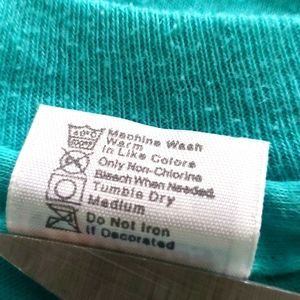 Machine Wash
Warm
In Like Colors
Only Non-Chlorine
Bleach When Needed
Tumble Dry
Medium
Do Not Iron
If Decorated